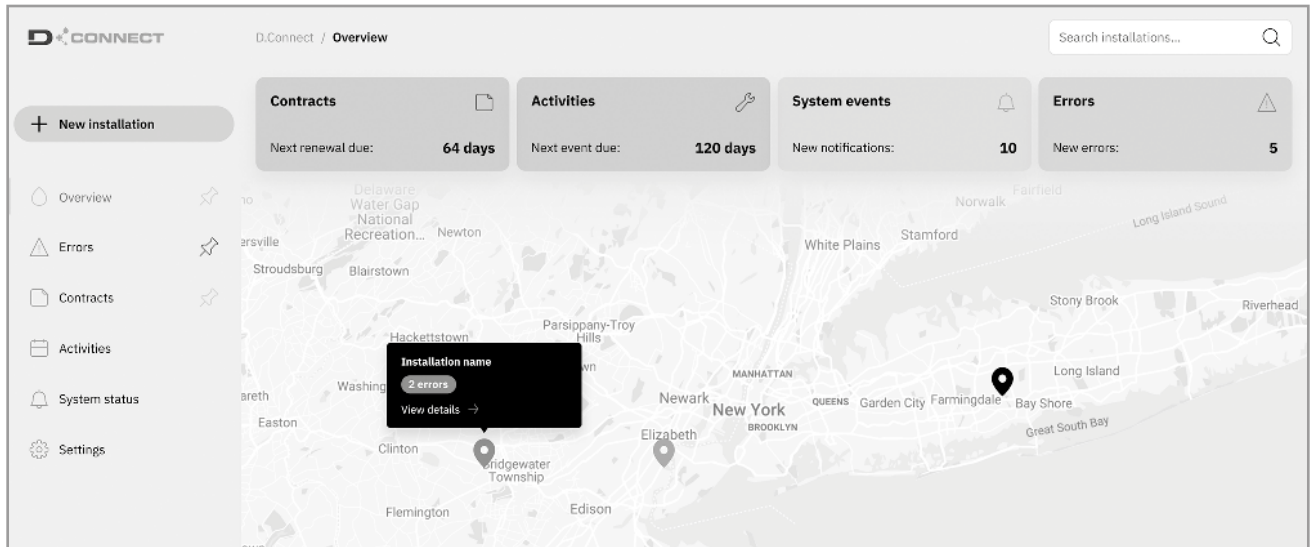 D CONNECT
D.Connect / Overview
Search installations...
New installation
Overview
Errors
Contracts
Activities
System status
Settings
Contracts
Next renewal due: 64 days
Activities
Next event due: 120 days
System events
New notifications: 10
Errors
New errors: 5
Delaware
Water Gap
National
Recreation...
Newton
Fairfield
Norwalk
Long Island Sound
Stamford
White Plains
Stroudsburg
Blairstown
Stony Brook
Riverhead
Parsippany-Troy
Hills
Hackettstown
Installation name
2 errors
View details
MANHATTAN
Long Island
Newark
New York
QUEENS
Garden City
Farmingdale
Bay Shore
Easton
BROOKLYN
Great South Bay
Elizabeth
Clinton
Bridgewater
Township
Flemington
Edison